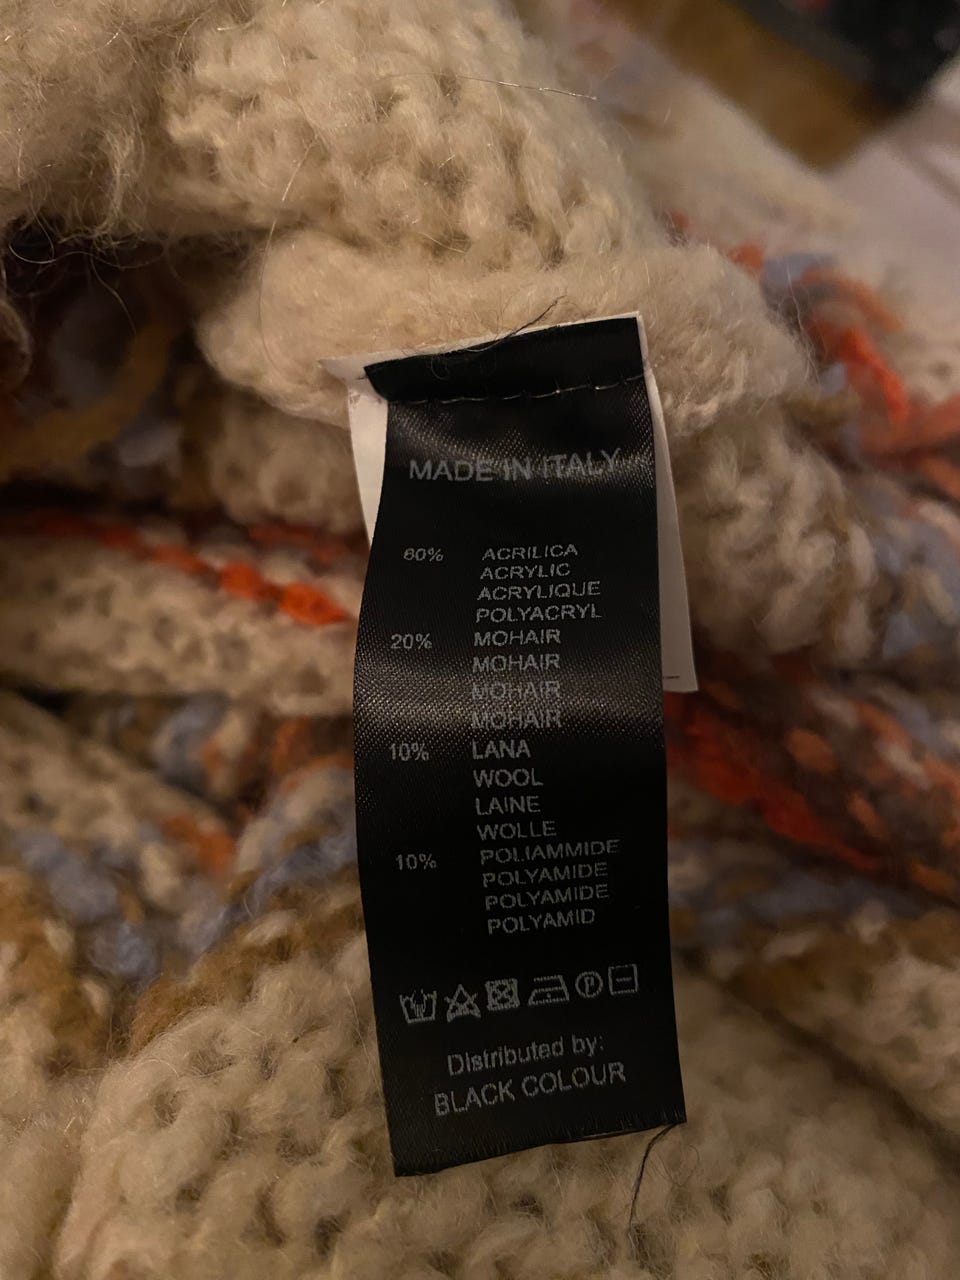 MADE IN ITALY
60% ACRILICA
ACRYLIC
ACRYLIQUE
POLYACRYL
20% MOHAIR
MOHAIR
MOHAIR
MOHAIR
10% LANA
WOOL
LAINE
WOLLE
10% POLIAMMIDE
POLYAMIDE
POLYAMIDE
POLYAMID
P
Distributed by:
BLACK COLOUR